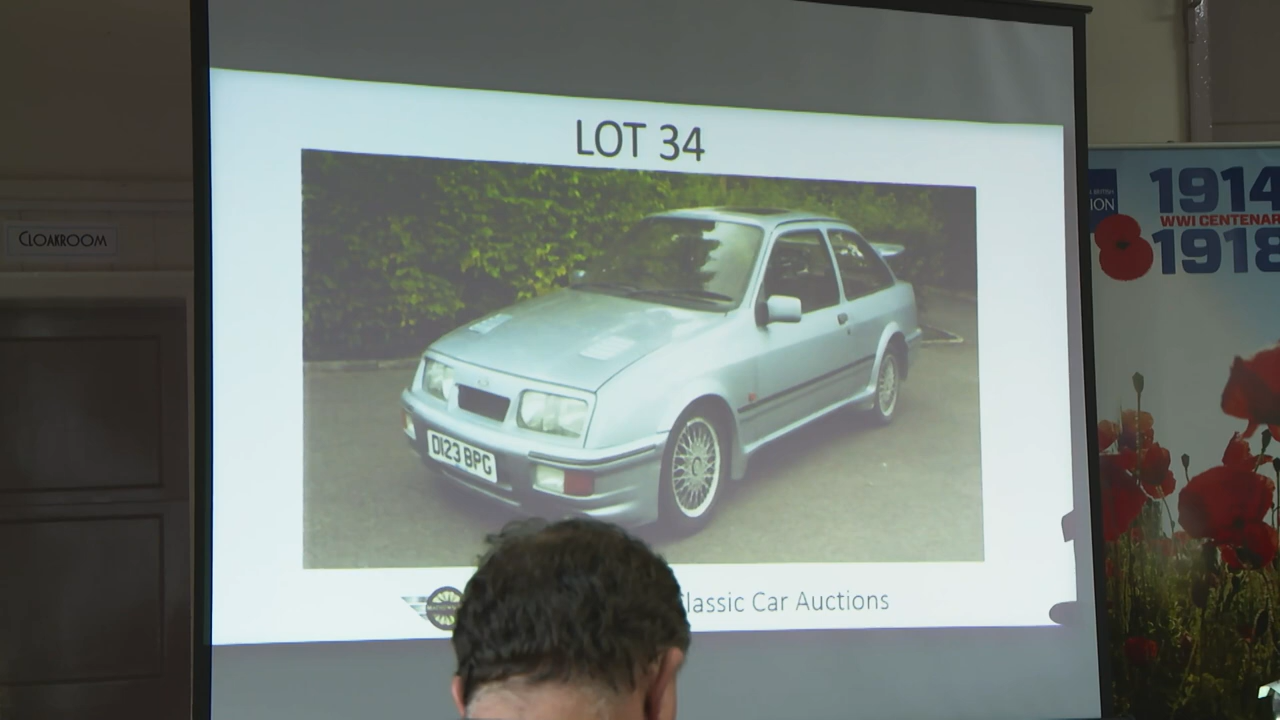 LOT 34
CLOAKROOM
1914
ION
WWI CENTENAR
1918
D123 BPG
lassic Car Auctions